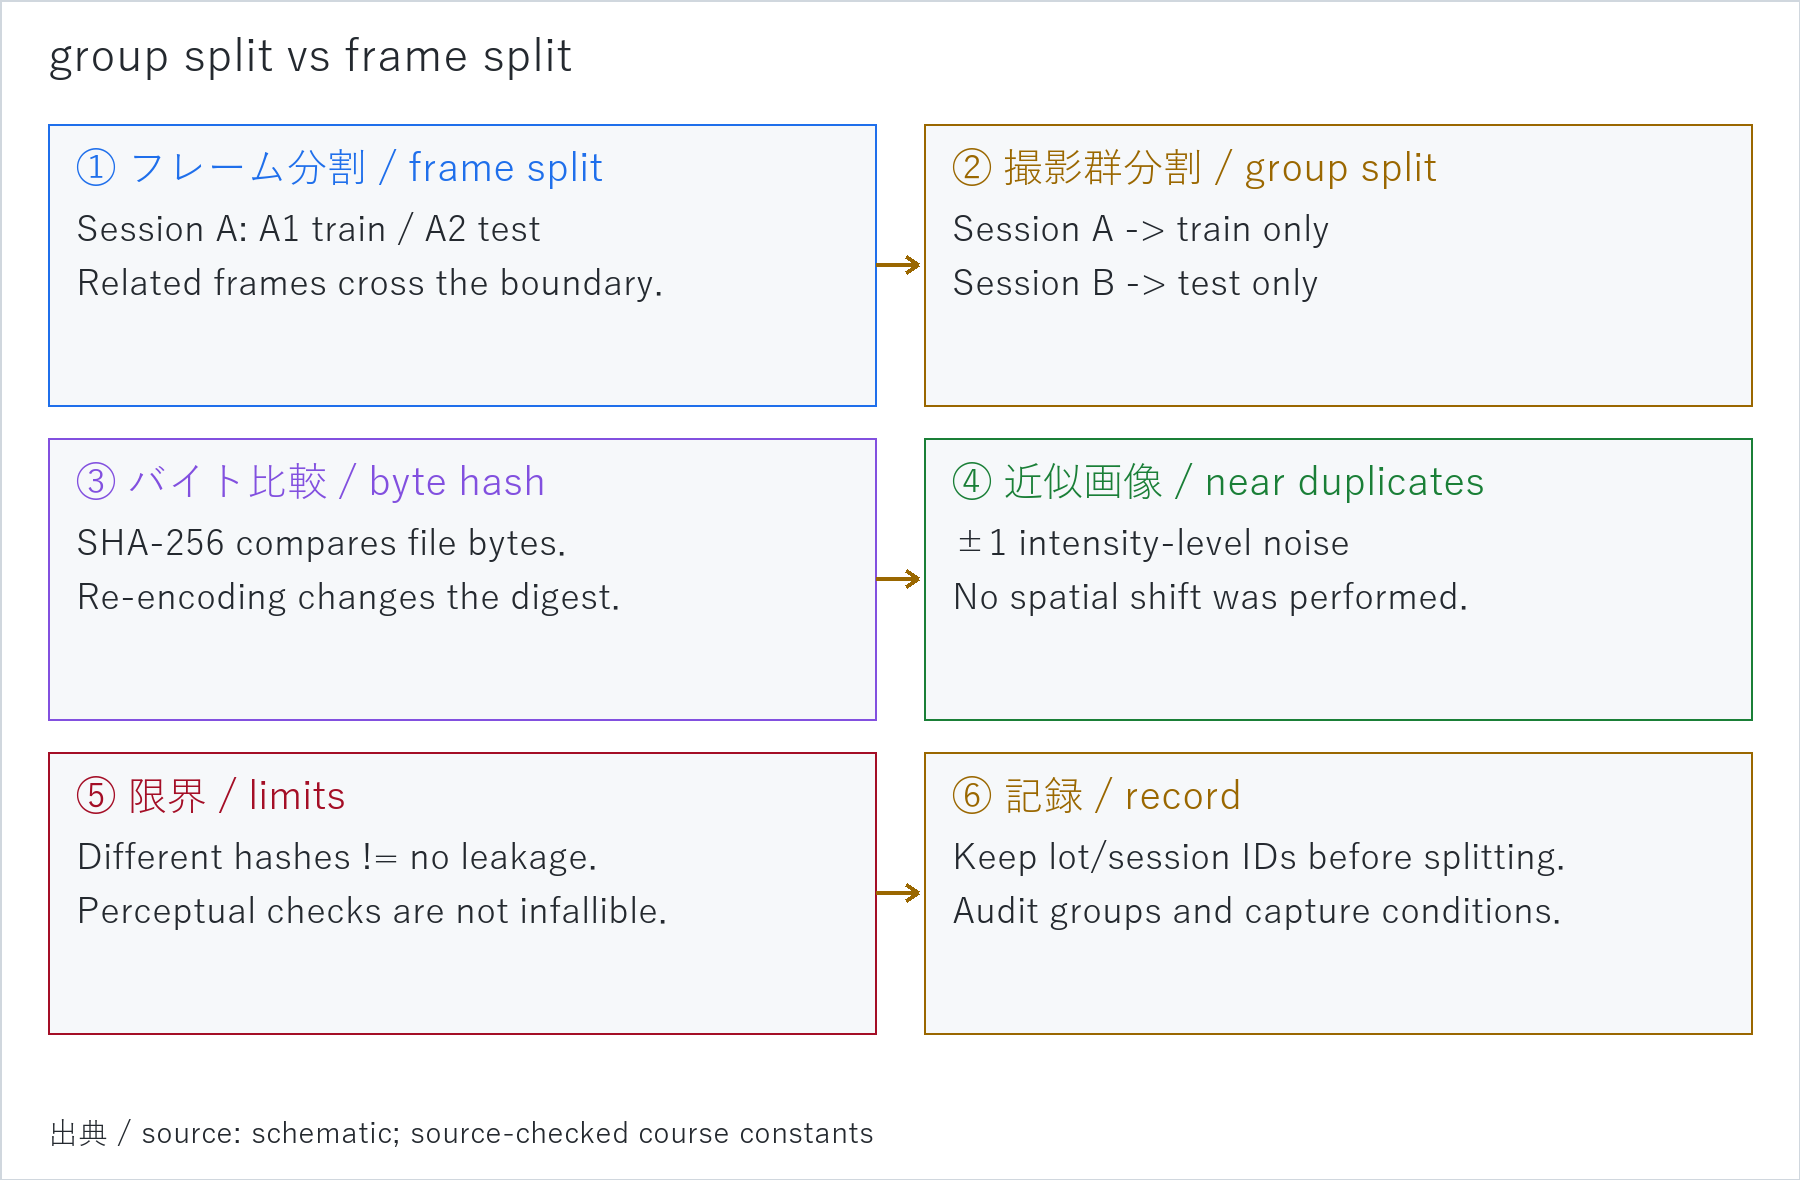 group split vs frame split
① フレーム分割 / frame split
Session A: A1 train / A2 test
Related frames cross the boundary.
② 撮影群分割 / group split
Session A -> train only
Session B -> test only
③ バイト比較 / byte hash
SHA-256 compares file bytes.
Re-encoding changes the digest.
④ 近似画像 / near duplicates
±1 intensity-level noise
No spatial shift was performed.
⑤ 限界 / limits
Different hashes != no leakage.
Perceptual checks are not infallible.
⑥ 記録 / record
Keep lot/session IDs before splitting.
Audit groups and capture conditions.
出典 / source: schematic; source-checked course constants